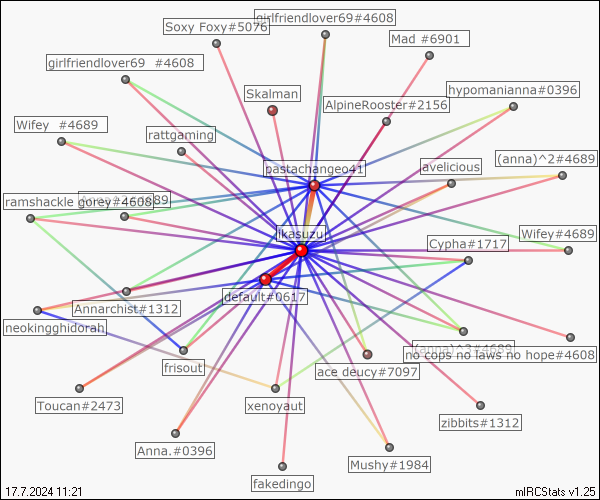 girlfriendlover69#4608
Soxy Foxy#5076
Mad #6901
girlfriendlover69 #4608
hypomanianna#0396
Skalman
AlpineRooster#2156
Wifey #4689
rattgaming
(anna)^2#4689
pastachangeo41
avelicious
ramshackle gorey#4608
ikasuzu
Wifey#4689
Cypha#1717
default#0617
Annarchist#1312
neokingghidorah
(anna)^3#4689
no cops no laws no hope#4608
frisout
ace deucy#7097
Toucan#2473
xenoyaut
zibbits#1312
Anna.#0396
Mushy#1984
fakedingo
17.7.2024 11:21
mIRCStats v1.25